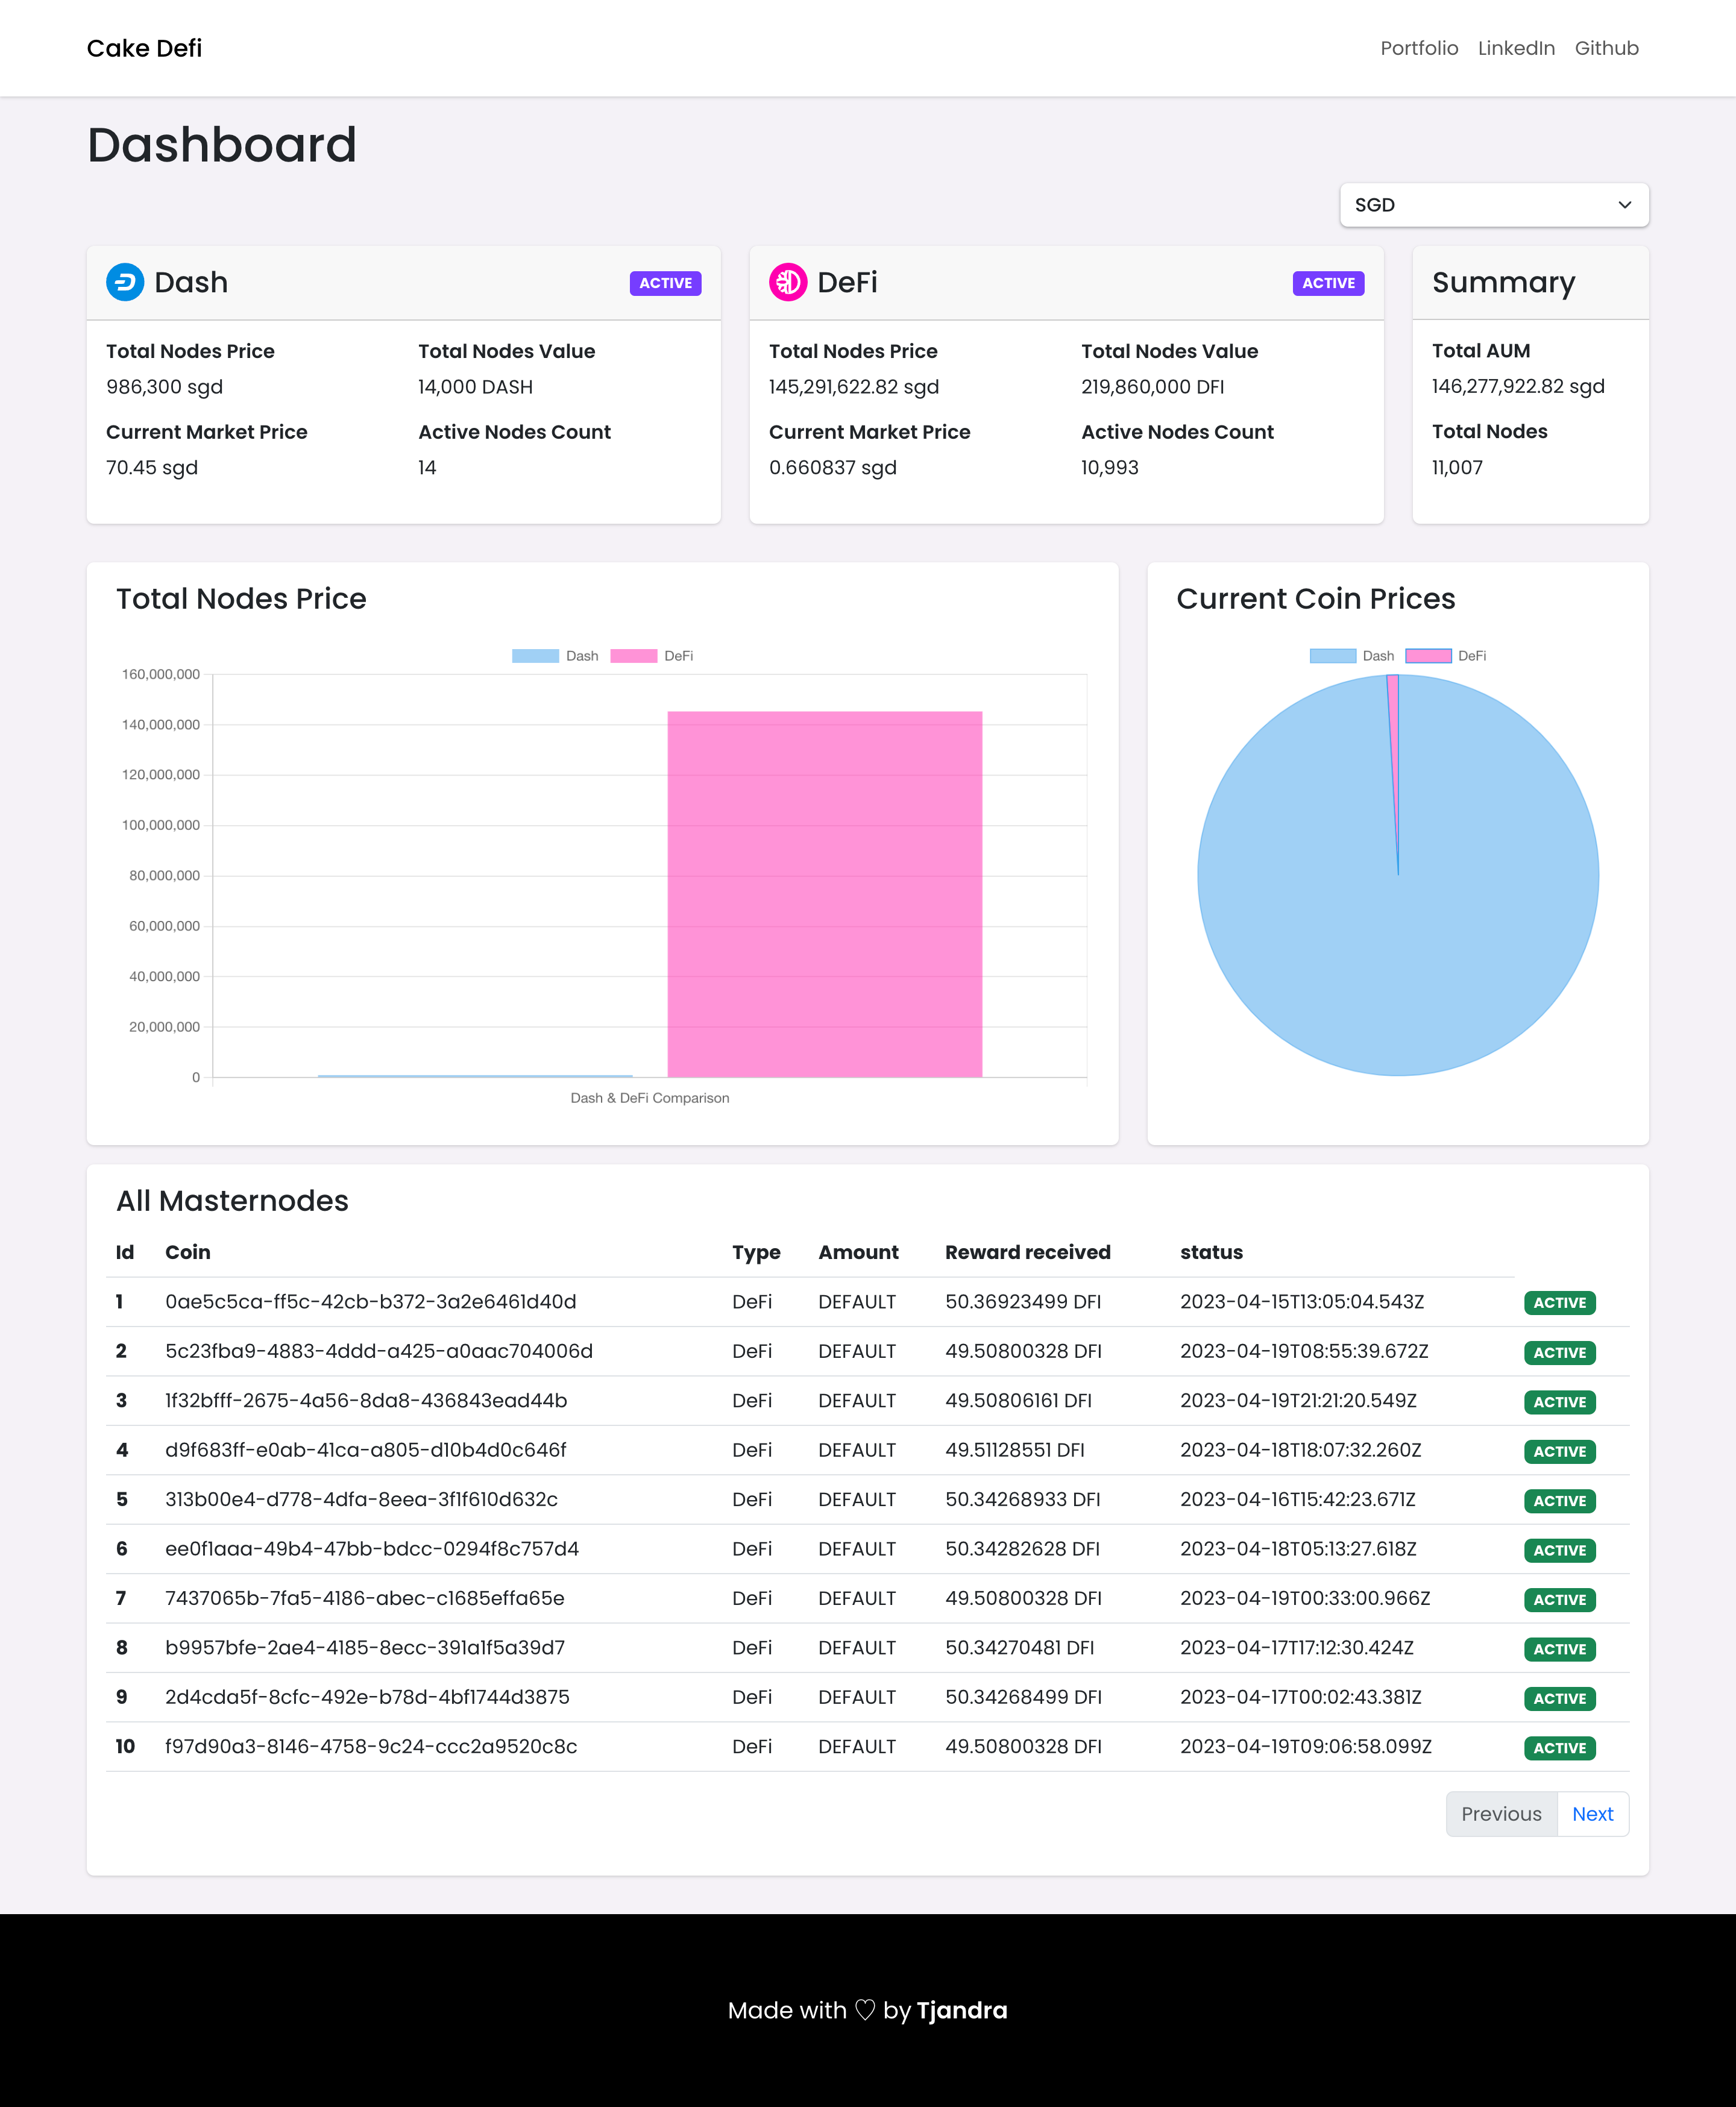 Cake Defi
Portfolio LinkedIn Github
Dashboard
SGD
Dash ACTIVE
Total Nodes Price Total Nodes Value
986,300 sgd 14,000 DASH
Current Market Price Active Nodes Count
70.45 sgd 14
DeFi ACTIVE
Total Nodes Price Total Nodes Value
145,291,622.82 sgd 219,860,000 DFI
Current Market Price Active Nodes Count
0.660837 sgd 10,993
Summary
Total AUM
146,277,922.82 sgd
Total Nodes
11,007
Total Nodes Price
Dash DeFi
160,000,000
140,000,000
120,000,000
100,000,000
80,000,000
60,000,000
40,000,000
20,000,000
0
Dash & DeFi Comparison
Current Coin Prices
Dash DeFi
All Masternodes
Id Coin Type Amount Reward received status
1 0ae5c5ca-ff5c-42cb-b372-3a2e6461d40d DeFi DEFAULT 50.36923499 DFI 2023-04-15T13:05:04.543Z ACTIVE
2 5c23fba9-4883-4ddd-a425-a0aac704006d DeFi DEFAULT 49.50800328 DFI 2023-04-19T08:55:39.672Z ACTIVE
3 1f32bfff-2675-4a56-8da8-436843ead44b DeFi DEFAULT 49.50806161 DFI 2023-04-19T21:21:20.549Z ACTIVE
4 d9f683ff-e0ab-41ca-a805-d10b4d0c646f DeFi DEFAULT 49.51128551 DFI 2023-04-18T18:07:32.260Z ACTIVE
5 313b00e4-d778-4dfa-8eea-3f1f610d632c DeFi DEFAULT 50.34268933 DFI 2023-04-16T15:42:23.671Z ACTIVE
6 ee0f1aaa-49b4-47bb-bdcc-0294f8c757d4 DeFi DEFAULT 50.34282628 DFI 2023-04-18T05:13:27.618Z ACTIVE
7 7437065b-7fa5-4186-abec-c1685effa65e DeFi DEFAULT 49.50800328 DFI 2023-04-19T00:33:00.966Z ACTIVE
8 b9957bfe-2ae4-4185-8ecc-391a1f5a39d7 DeFi DEFAULT 50.34270481 DFI 2023-04-17T17:12:30.424Z ACTIVE
9 2d4cda5f-8cfc-492e-b78d-4bf1744d3875 DeFi DEFAULT 50.34268499 DFI 2023-04-17T00:02:43.381Z ACTIVE
10 f97d90a3-8146-4758-9c24-ccc2a9520c8c DeFi DEFAULT 49.50800328 DFI 2023-04-19T09:06:58.099Z ACTIVE
Previous Next
Made with ♡ by Tjandra